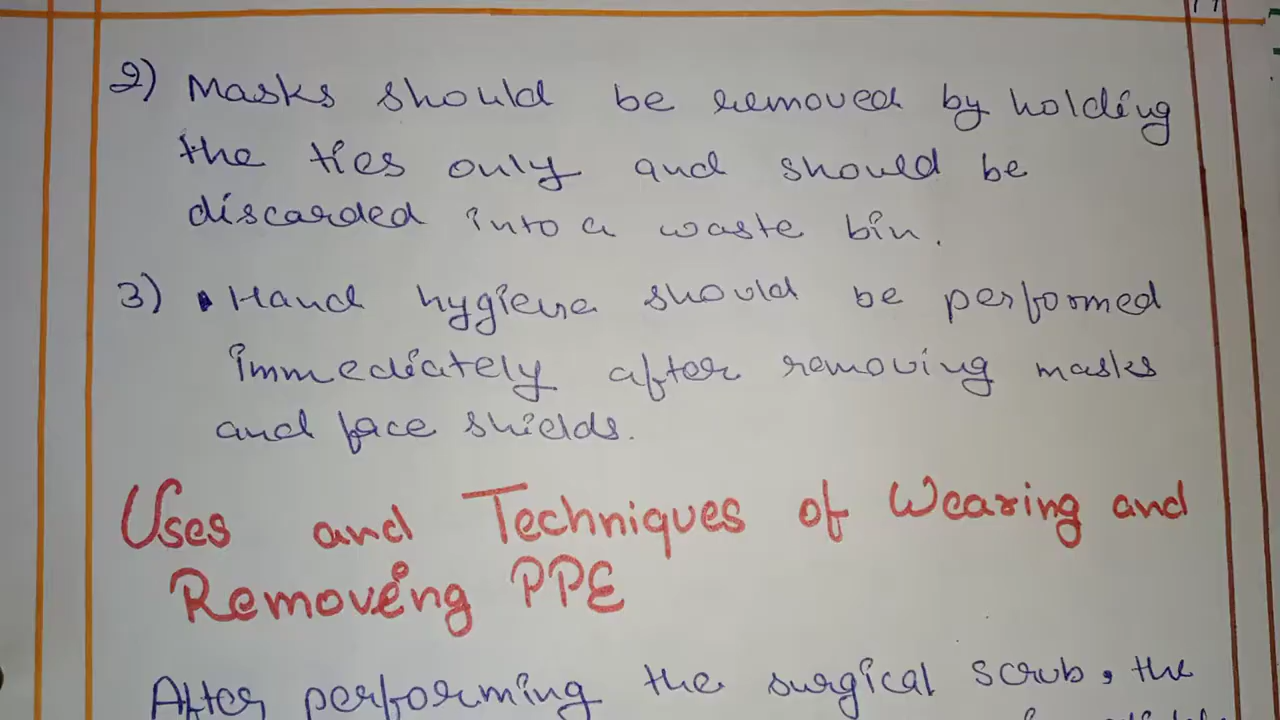 2) Masks should be removed by holding
the ties only and should be
discarded into a waste bin.
3) Hand hygiene should be performed
immediately after removing masks
and face shields.
Uses and Techniques of Wearing and
Removing PPE
After performing the surgical scrub, the